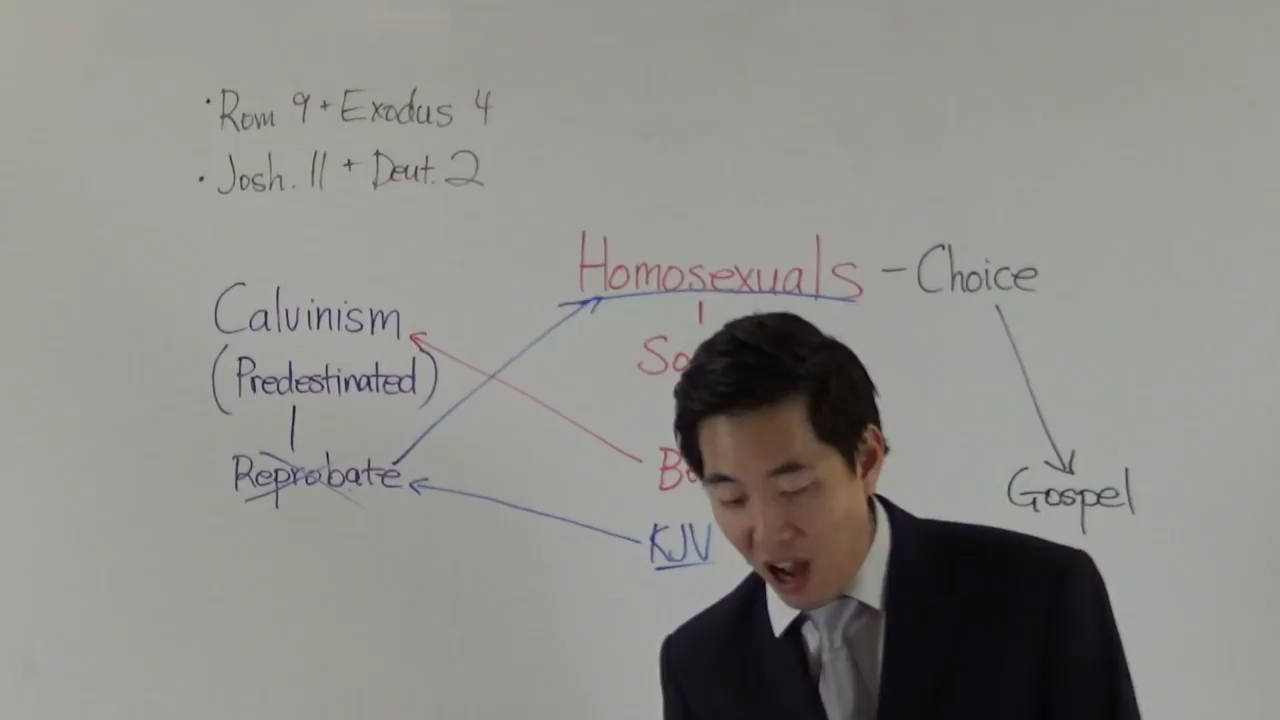 · Rom 9 + Exodus 4
· Josh. 11 + Deut. 2
Homosexuals - Choice
Calvinism
(Predestinated)
Reprobate
KJV
Gospel